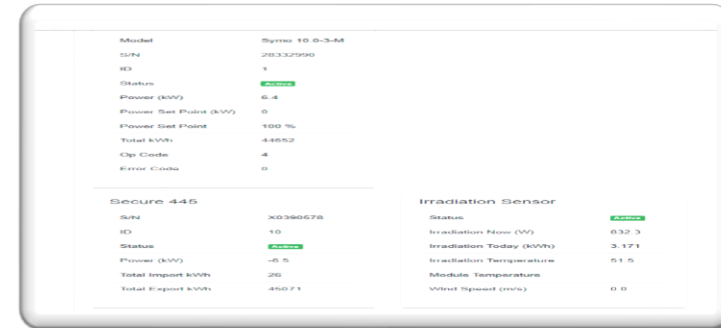 Model Symo 10.0-3-M
S/N 28332990
ID 1
Status Active
Power (kW) 6.4
Power Set Point (kW) 0
Power Set Point 100 %
Total kWh 44652
Op Code 4
Error Code 0
Secure 445
S/N X0390578
ID 10
Status Active
Power (kW) -6.5
Total Import kWh 26
Total Export kWh 45071
Irradiation Sensor
Status Active
Irradiation Now (W) 832.3
Irradiation Today (kWh) 3.171
Irradiation Temperature 51.5
Module Temperature
Wind Speed (m/s) 0.0